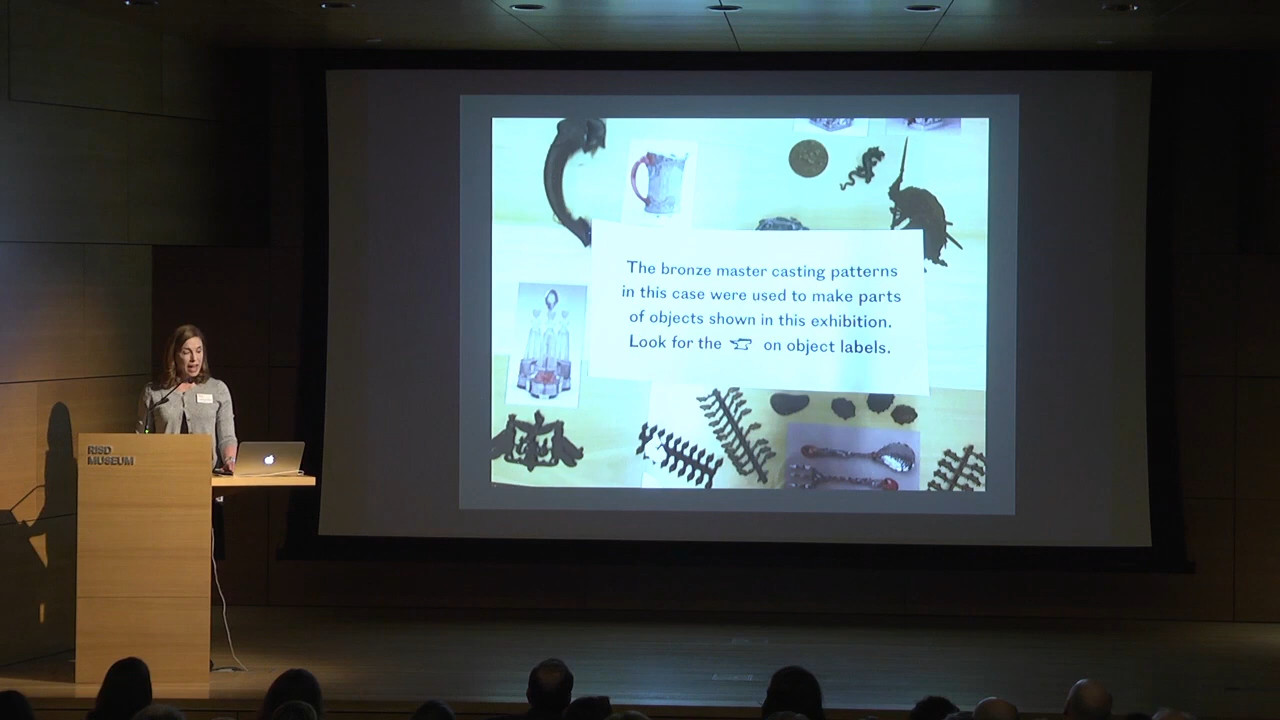 The bronze master casting patterns
in this case were used to make parts
of objects shown in this exhibition.
Look for the on object labels.
RISD
MUSEUM